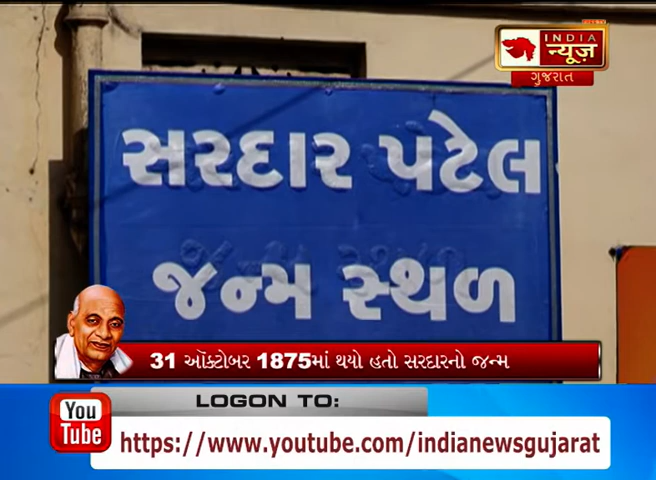 INDIA
न्यूज़
ગુજરાત
સરદાર પટેલ
જન્મ સ્થળ
31 ઑક્ટોબર 1875માં થયો હતો સરદારનો જન્મ
LOGON TO:
You
Tube
https://www.youtube.com/indianewsgujarat